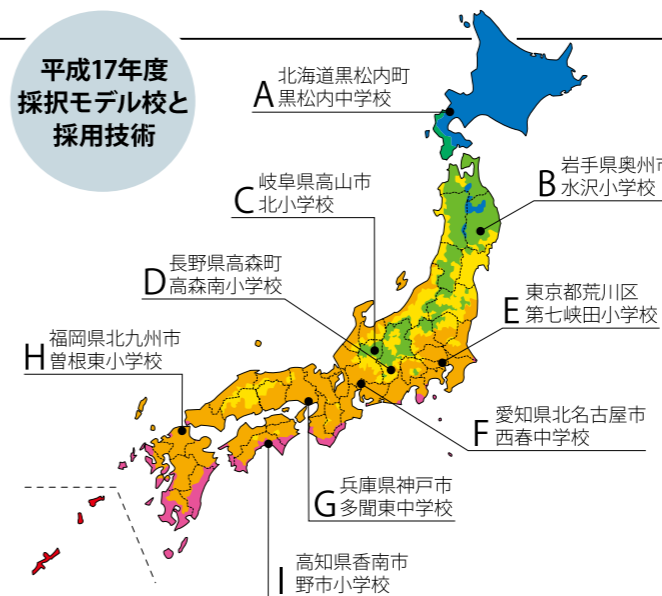 平成17年度
採択モデル校と
採用技術
A 北海道黒松内町
黒松内中学校
B 岩手県奥州市
水沢小学校
C 岐阜県高山市
北小学校
D 長野県高森町
高森南小学校
E 東京都荒川区
第七峡田小学校
H 福岡県北九州市
曽根東小学校
F 愛知県北名古屋市
西春中学校
G 兵庫県神戸市
多聞東中学校
I 高知県香南市
野市小学校